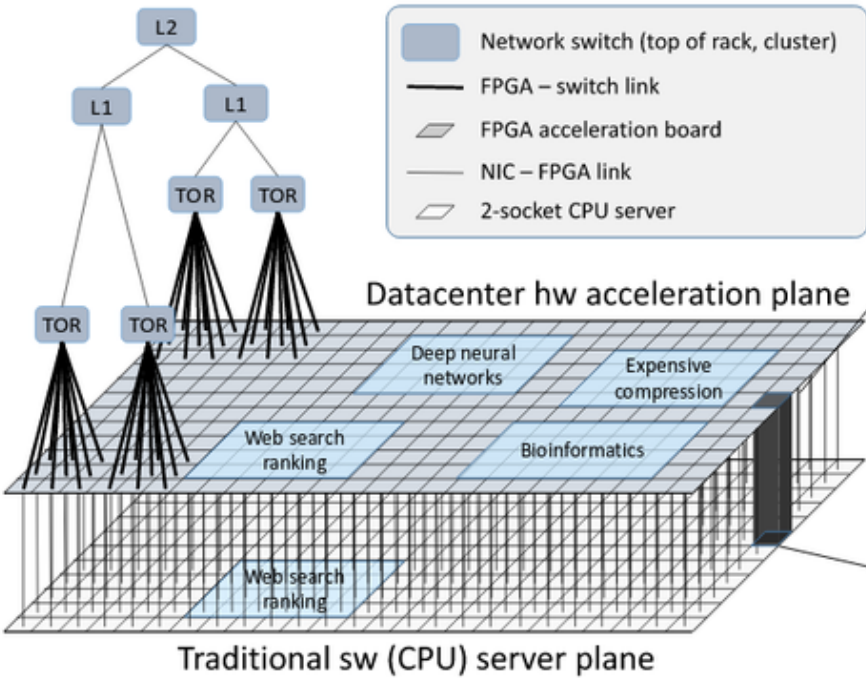 L2
L1
L1
TOR
TOR
TOR
TOR
Network switch (top of rack, cluster)
FPGA – switch link
FPGA acceleration board
NIC – FPGA link
2-socket CPU server
Datacenter hw acceleration plane
Deep neural
networks
Expensive
compression
Web search
ranking
Bioinformatics
Web search
ranking
Traditional sw (CPU) server plane